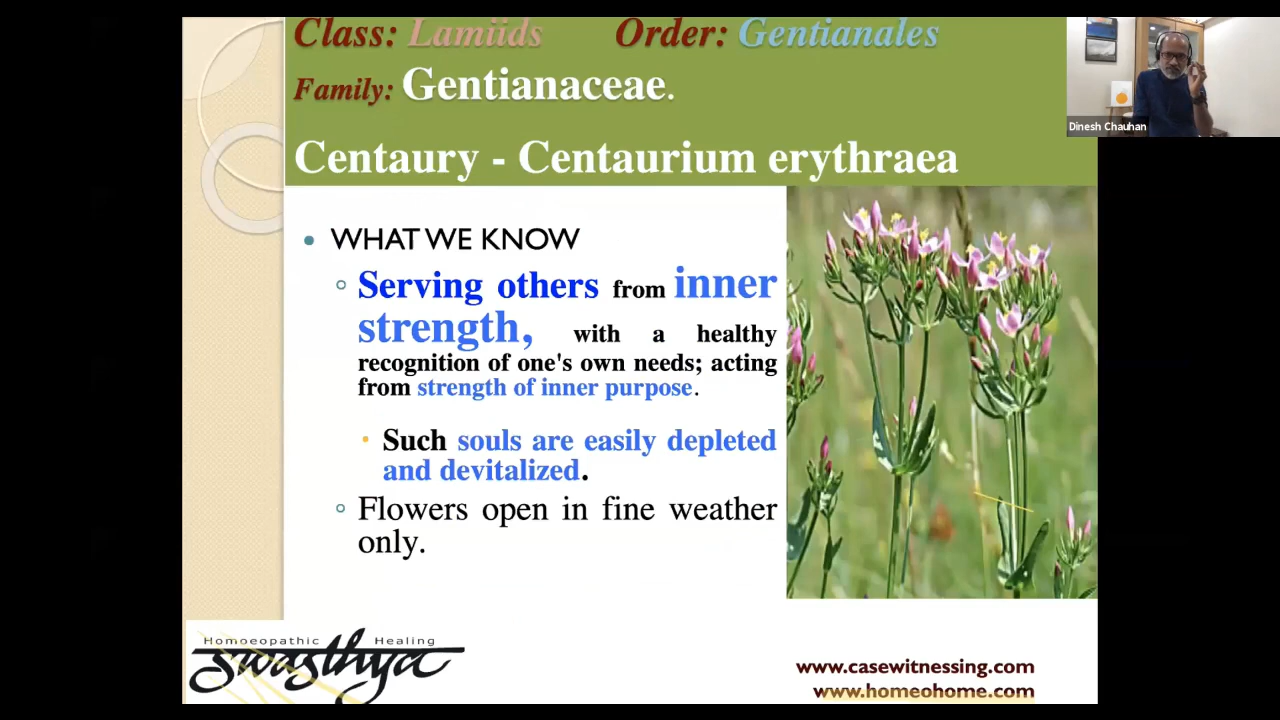 Class: Lamiids Order: Gentianales
Family: Gentianaceae.
Centaury - Centaurium erythraea
WHAT WE KNOW
Serving others from inner
strength, with a healthy
recognition of one's own needs; acting
from strength of inner purpose.
Such souls are easily depleted
and devitalized.
Flowers open in fine weather
only.
Homoeopathic Healing
swasthya
www.casewitnessing.com
www.homeohome.com
Dinesh Chauhan